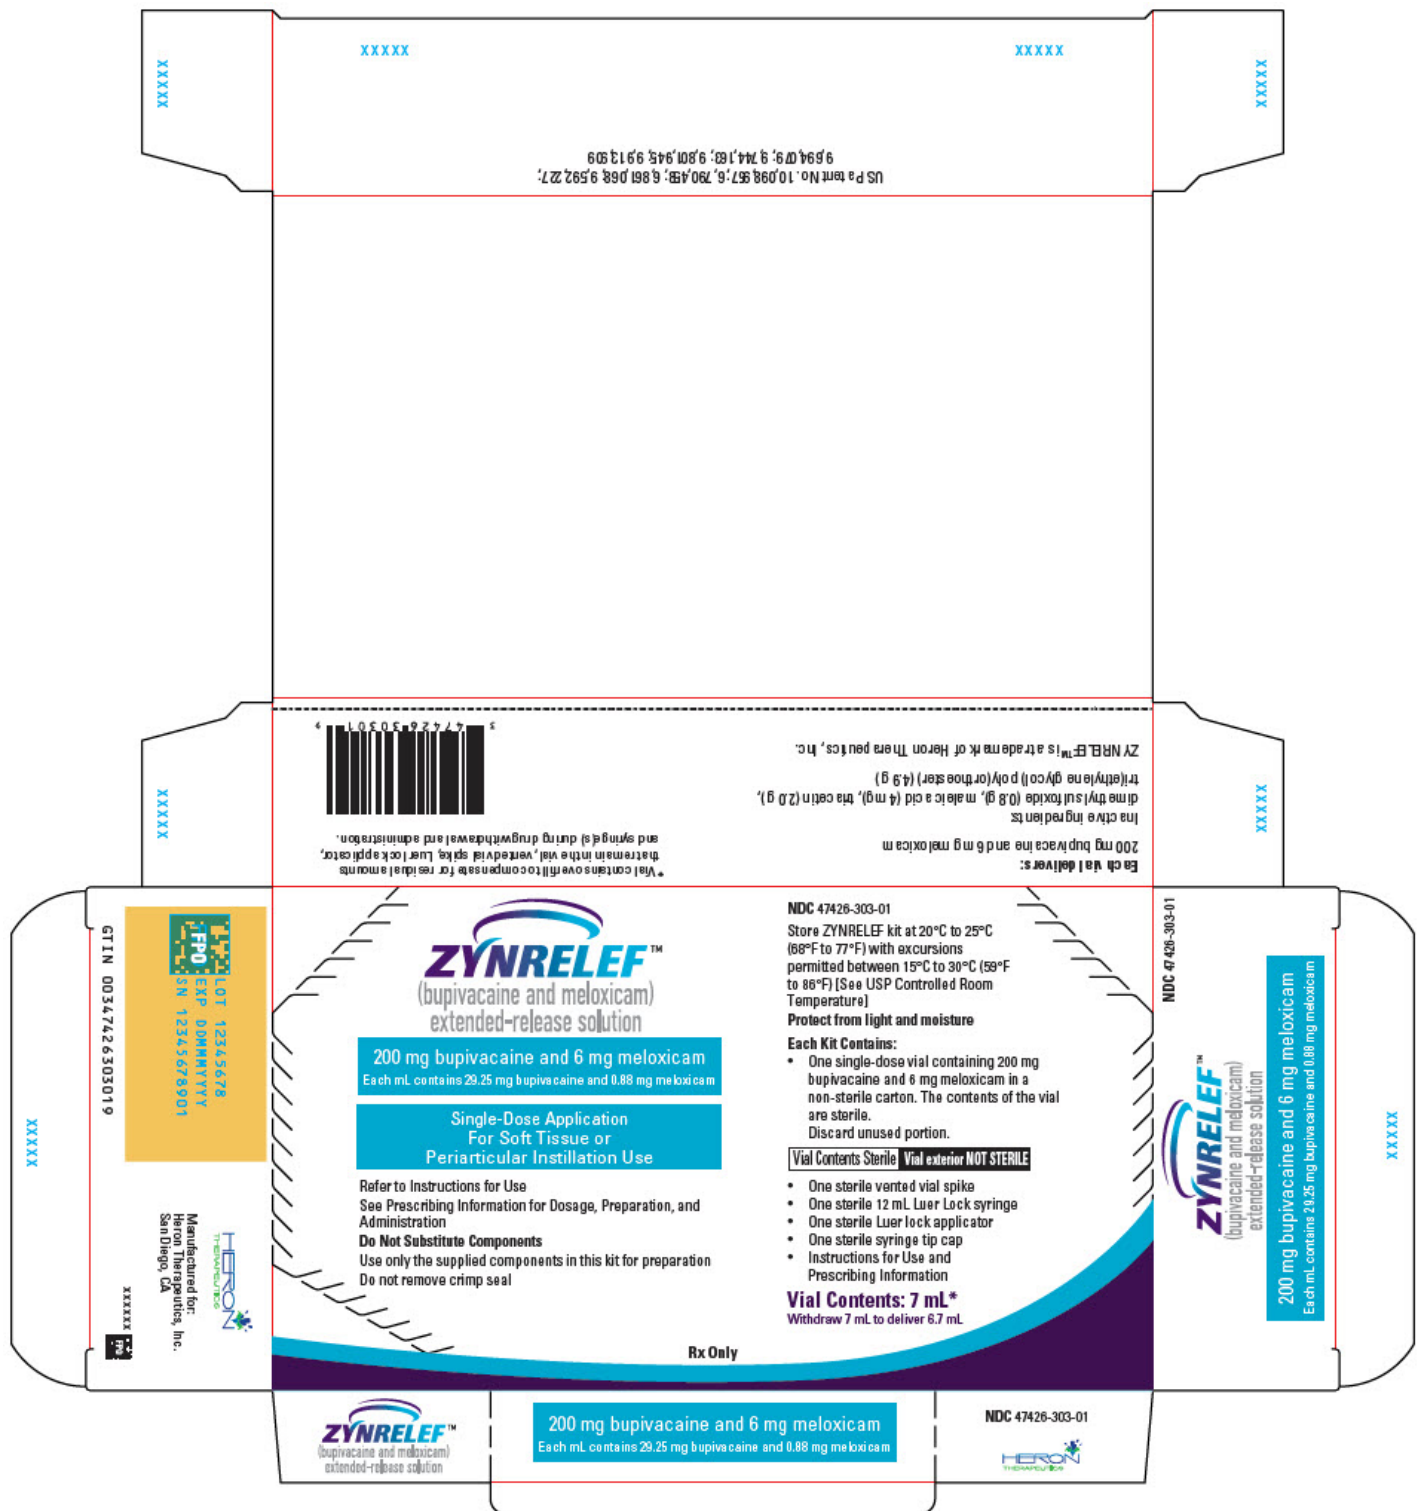 XXXXX
XXXXX
XXXXX
XXXXX
US Patent No. 10,098,957; 6,790,458; 6,861,068; 9,592,227;
9,694,079; 9,744,163; 9,801,945; 9,913,909
Each vial delivers:
200 mg bupivacaine and 6 mg meloxicam
Inactive ingredients:
dimethyl sulfoxide (0.8 g), maleic acid (4 mg), triacetin (2.0 g),
tri(ethylene glycol) poly(orthoester) (4.9 g)
ZYNRELEF™ is a trademark of Heron Therapeutics, Inc.
*Vial contains overfill to compensate for residual amounts
that remain in the vial, vented vial spike, Luer lock applicator,
and syringe(s) during drug withdrawal and administration.
3 47426 30301 9
XXXXX
XXXXX
XXXXX
GTIN 00347426303019
FPO
LOT 12345678
EXP DDMMMYYYY
SN 12345678901
HERON
THERAPEUTICS
Manufactured for:
Heron Therapeutics, Inc.
San Diego, CA
XXXXXX
FPO
ZYNRELEF™
(bupivacaine and meloxicam)
extended-release solution
200 mg bupivacaine and 6 mg meloxicam
Each mL contains 29.25 mg bupivacaine and 0.88 mg meloxicam
Single-Dose Application
For Soft Tissue or
Periarticular Instillation Use
Refer to Instructions for Use
See Prescribing Information for Dosage, Preparation, and
Administration
Do Not Substitute Components
Use only the supplied components in this kit for preparation
Do not remove crimp seal
NDC 47426-303-01
Store ZYNRELEF kit at 20°C to 25°C
(68°F to 77°F) with excursions
permitted between 15°C to 30°C (59°F
to 86°F) [See USP Controlled Room
Temperature]
Protect from light and moisture
Each Kit Contains:
• One single-dose vial containing 200 mg
bupivacaine and 6 mg meloxicam in a
non-sterile carton. The contents of the vial
are sterile.
Discard unused portion.
Vial Contents Sterile Vial exterior NOT STERILE
• One sterile vented vial spike
• One sterile 12 mL Luer Lock syringe
• One sterile Luer lock applicator
• One sterile syringe tip cap
• Instructions for Use and
Prescribing Information
Vial Contents: 7 mL*
Withdraw 7 mL to deliver 6.7 mL
Rx Only
NDC 47426-303-01
ZYNRELEF™
(bupivacaine and meloxicam)
extended-release solution
200 mg bupivacaine and 6 mg meloxicam
Each mL contains 29.25 mg bupivacaine and 0.88 mg meloxicam
XXXXX
ZYNRELEF™
(bupivacaine and meloxicam)
extended-release solution
200 mg bupivacaine and 6 mg meloxicam
Each mL contains 29.25 mg bupivacaine and 0.88 mg meloxicam
NDC 47426-303-01
HERON
THERAPEUTICS